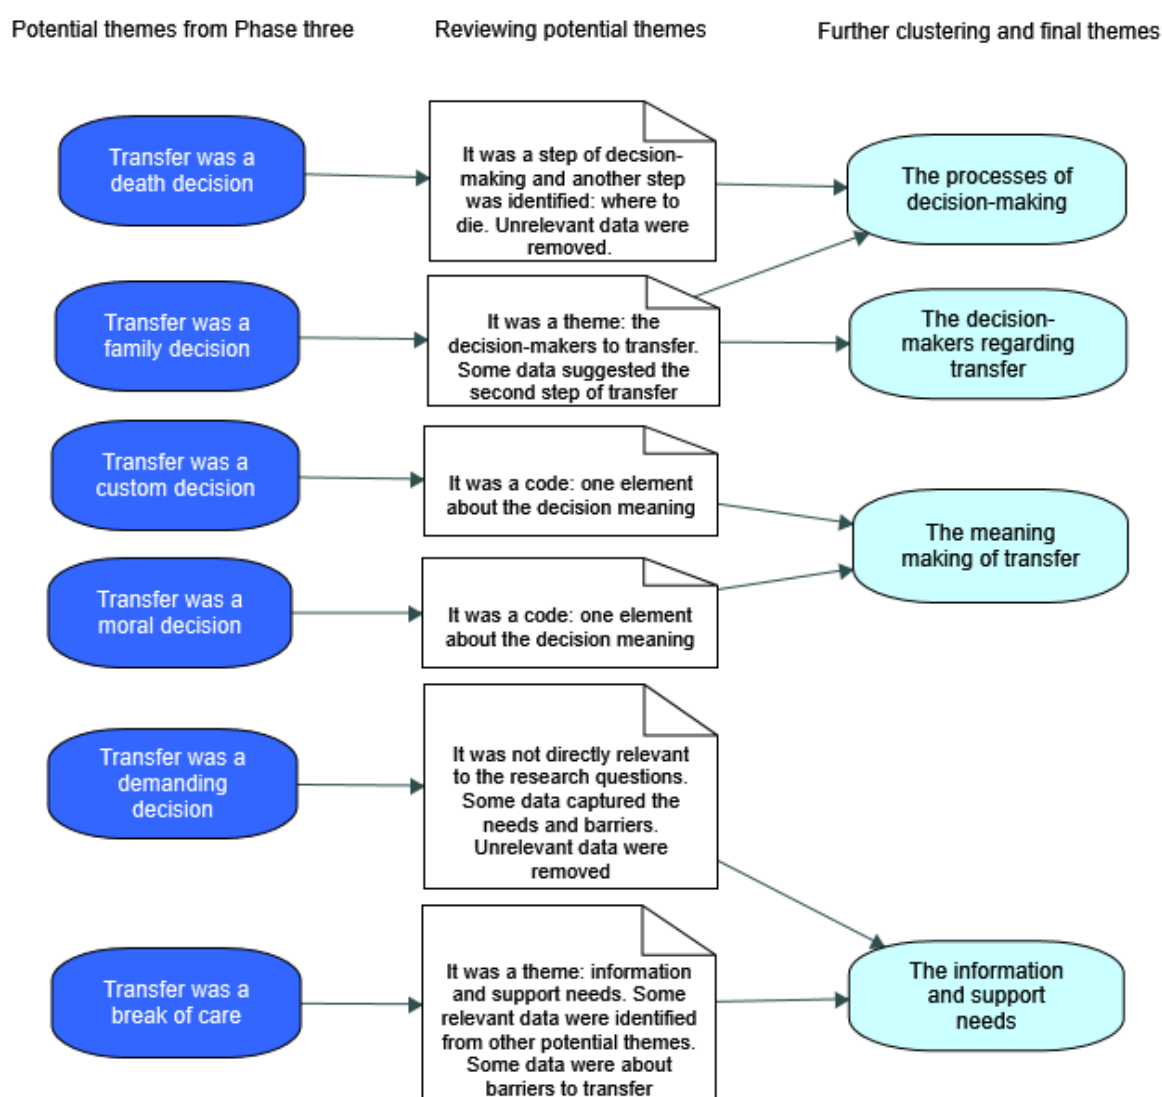 Potential themes from Phase three
Reviewing potential themes
Further clustering and final themes
Transfer was a
death decision
It was a step of decsion-
making and another step
was identified: where to
die. Unrelevant data were
removed.
The processes of
decision-making
Transfer was a
family decision
It was a theme: the
decision-makers to transfer.
Some data suggested the
second step of transfer
The decision-
makers regarding
transfer
Transfer was a
custom decision
It was a code: one element
about the decision meaning
The meaning
making of transfer
Transfer was a
moral decision
It was a code: one element
about the decision meaning
Transfer was a
demanding
decision
It was not directly relevant
to the research questions.
Some data captured the
needs and barriers.
Unrelevant data were
removed
Transfer was a
break of care
It was a theme: information
and support needs. Some
relevant data were identified
from other potential themes.
Some data were about
barriers to transfer
The information
and support
needs